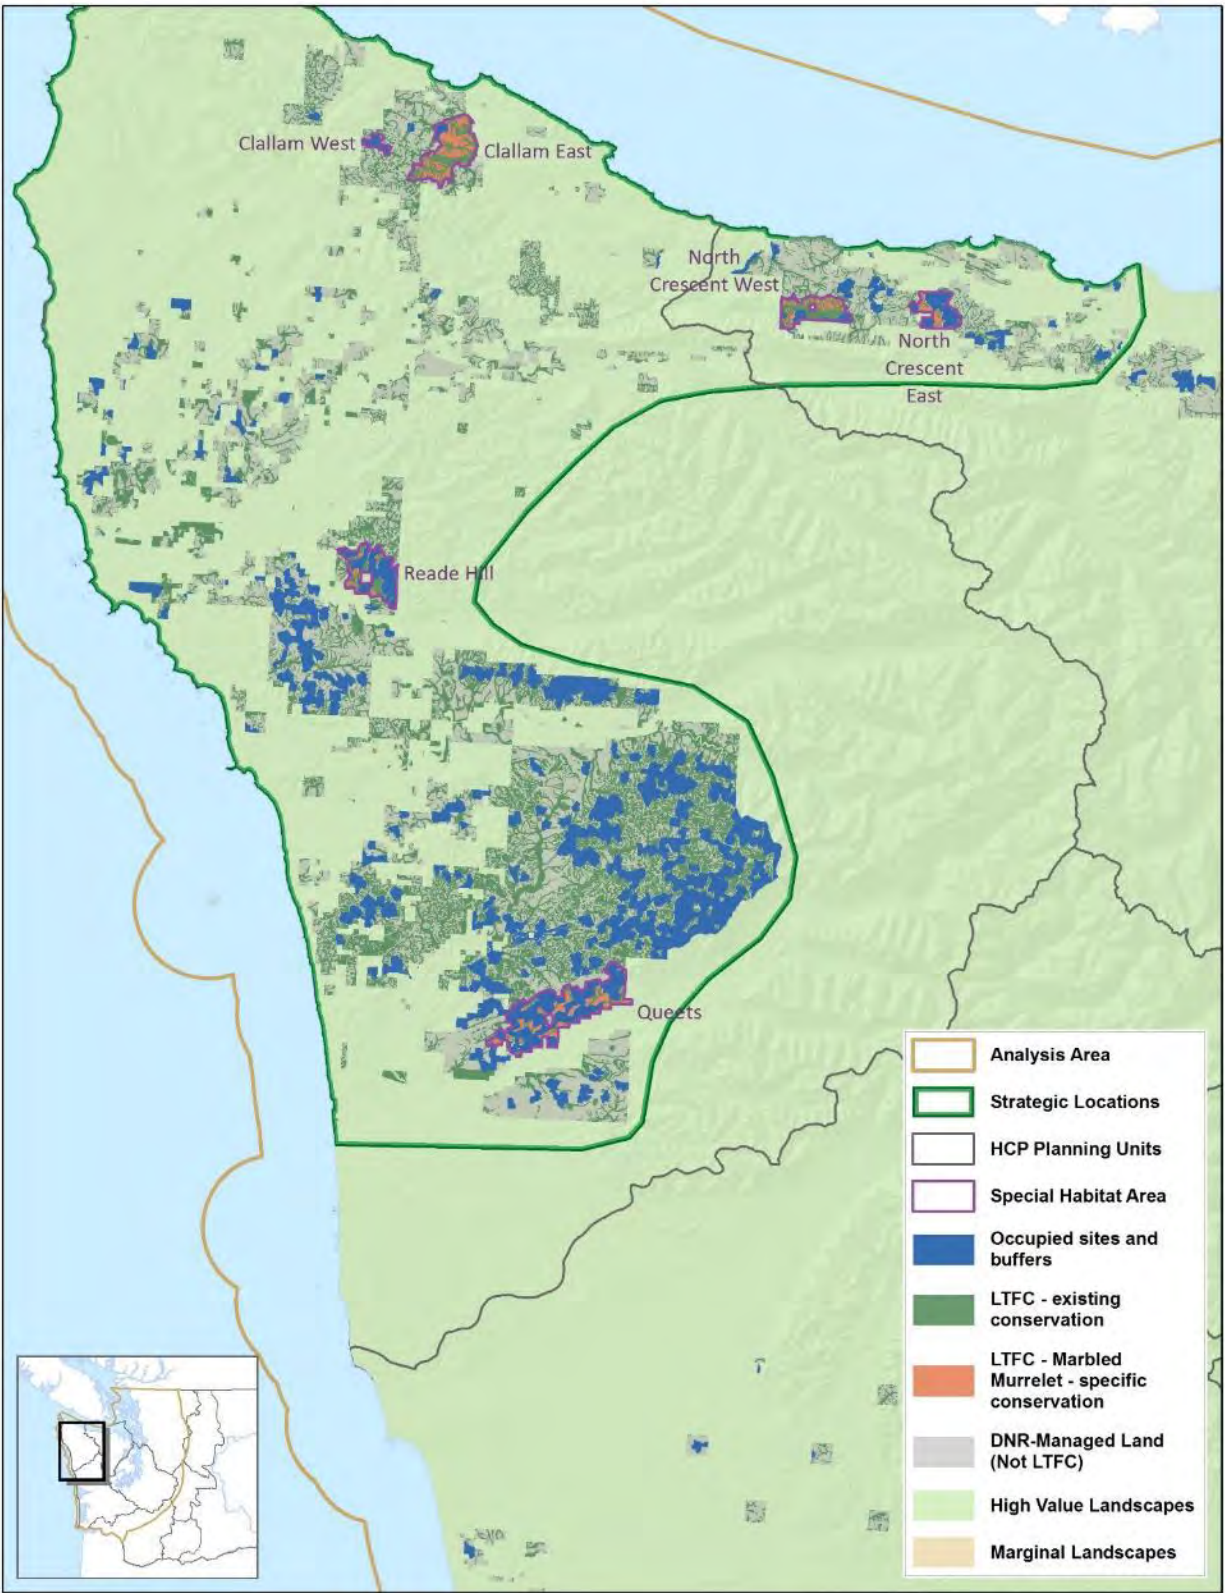 Clallam West
Clallam East
North
Crescent West
North
Crescent
East
Reade Hill
Queets
Analysis Area
Strategic Locations
HCP Planning Units
Special Habitat Area
Occupied sites and
buffers
LTFC - existing
conservation
LTFC - Marbled
Murrelet - specific
conservation
DNR-Managed Land
(Not LTFC)
High Value Landscapes
Marginal Landscapes